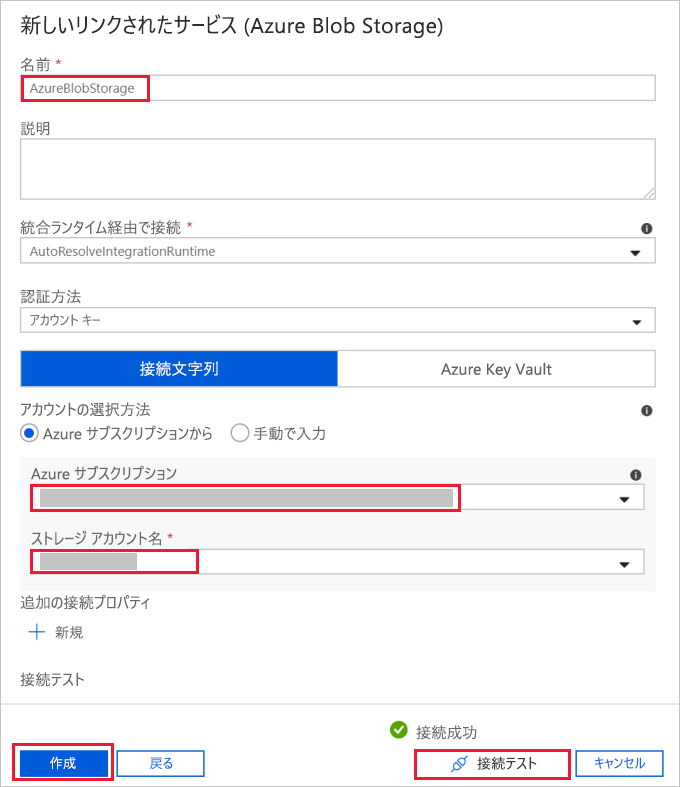 新しいリンクされたサービス (Azure Blob Storage)
名前 *
AzureBlobStorage
説明
統合ランタイム経由で接続 *
AutoResolveIntegrationRuntime
認証方法
アカウント キー
接続文字列 Azure Key Vault
アカウントの選択方法
Azure サブスクリプションから 手動で入力
Azure サブスクリプション
ストレージ アカウント名 *
追加の接続プロパティ
新規
接続テスト
接続成功
作成 戻る 接続テスト キャンセル